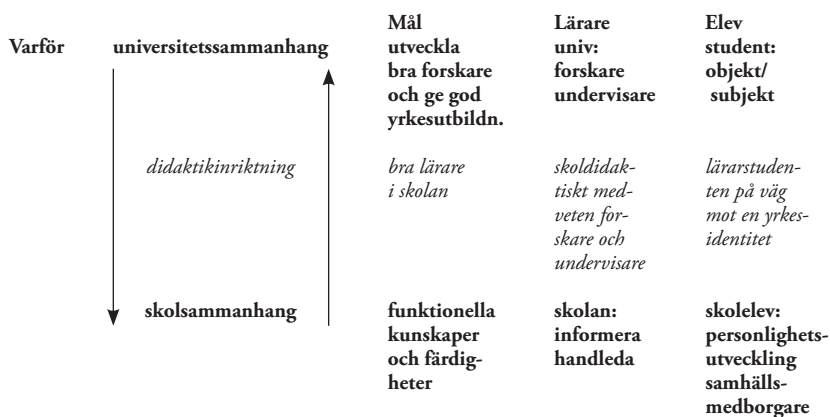 Mål Lärare Elev
Varför universitetssammanhang utveckla univ: student:
bra forskare forskare objekt/
och ge god undervisare subjekt
yrkesutbildn.
didaktikinriktning bra lärare skoldidak- lärarstuden-
i skolan tiskt med- ten på väg
veten for- mot en yrkes-
skare och identitet
undervisare
skolsammanhang funktionella skolan: skolelev:
kunskaper informera personlighets-
och färdig- handleda utveckling
heter samhälls-
medborgare